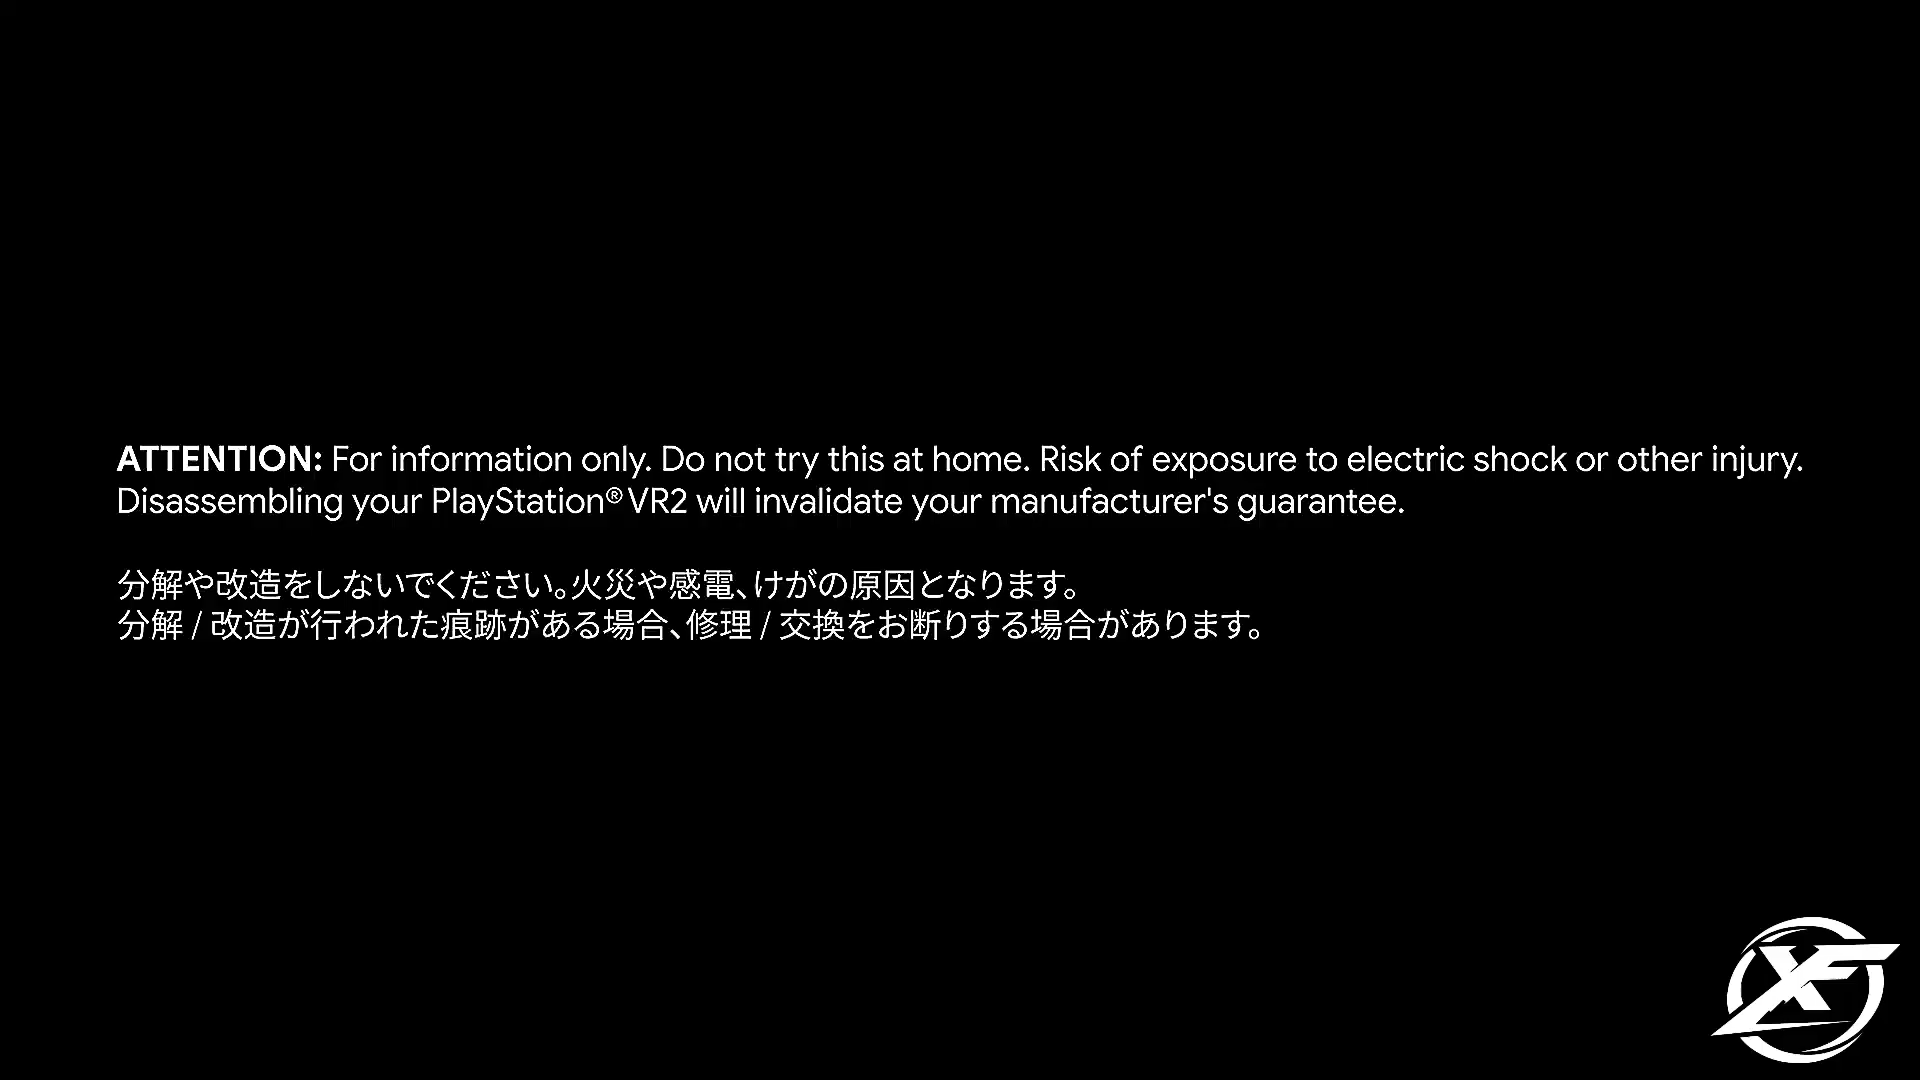 ATTENTION: For information only. Do not try this at home. Risk of exposure to electric shock or other injury.
Disassembling your PlayStation® VR2 will invalidate your manufacturer's guarantee.
分解や改造をしないでください。火災や感電、けがの原因となります。
分解 / 改造が行われた痕跡がある場合、修理 / 交換をお断りする場合があります。
XF